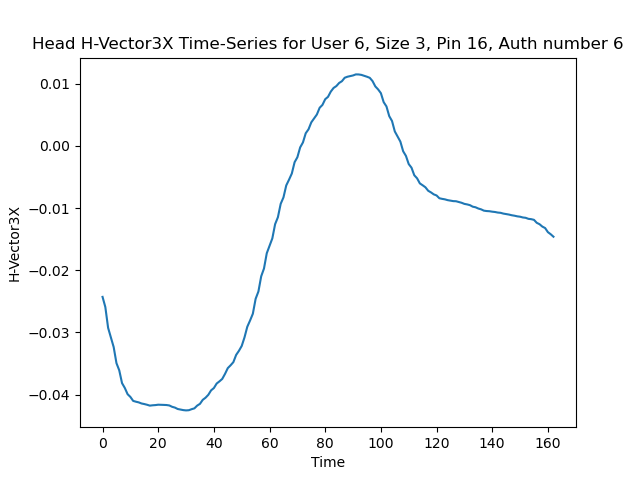 Head H-Vector3X Time-Series for User 6, Size 3, Pin 16, Auth number 6
H-Vector3X
0.01
0.00
−0.01
−0.02
−0.03
−0.04
0 20 40 60 80 100 120 140 160
Time